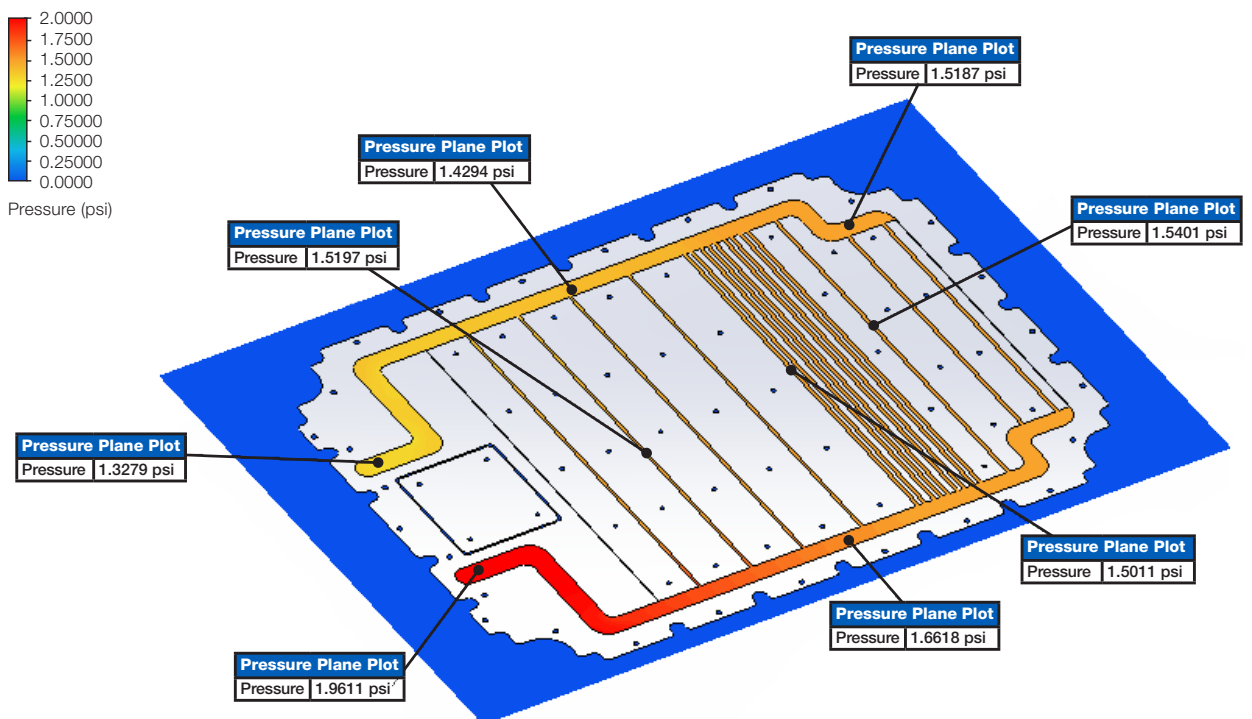 2.0000
1.7500
1.5000
1.2500
1.0000
0.75000
0.50000
0.25000
0.0000
Pressure (psi)
Pressure Plane Plot
Pressure 1.5187 psi
Pressure Plane Plot
Pressure 1.4294 psi
Pressure Plane Plot
Pressure 1.5401 psi
Pressure Plane Plot
Pressure 1.5197 psi
Pressure Plane Plot
Pressure 1.3279 psi
Pressure Plane Plot
Pressure 1.5011 psi
Pressure Plane Plot
Pressure 1.6618 psi
Pressure Plane Plot
Pressure 1.9611 psi